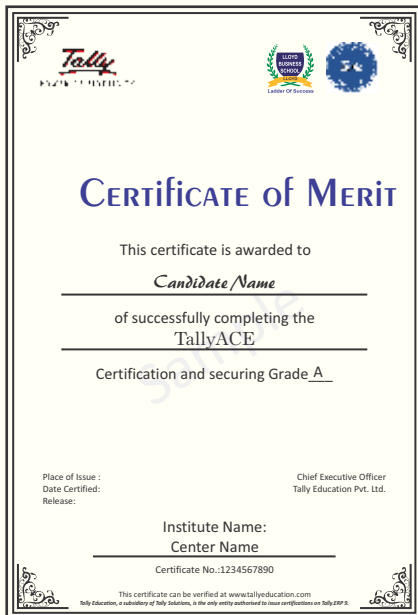 Tally
LLOYD
BUSINESS
SCHOOL
LLOYD
Ladder Of Success
Certificate of Merit
This certificate is awarded to
Candidate Name
of successfully completing the
TallyACE
Sample
Certification and securing Grade A
Place of Issue :
Date Certified:
Release:
Chief Executive Officer
Tally Education Pvt. Ltd.
Institute Name:
Center Name
Certificate No.:1234567890
This certificate can be verified at www.tallyeducation.com
Tally Education, a subsidiary of Tally Solutions, is the only entity authorised to issue certifications on Tally.ERP 9.